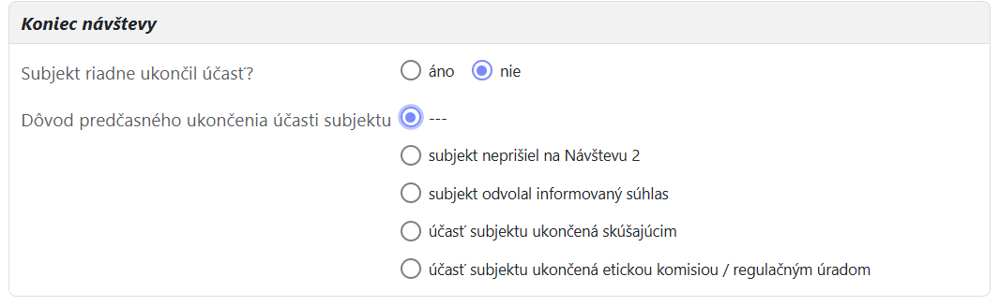 Koniec návštevy
Subjekt riadne ukončil účasť? áno nie
Dôvod predčasného ukončenia účasti subjektu ---
subjekt neprišiel na Návštevu 2
subjekt odvolal informovaný súhlas
účasť subjektu ukončená skúšajúcim
účasť subjektu ukončená etickou komisiou / regulačným úradom